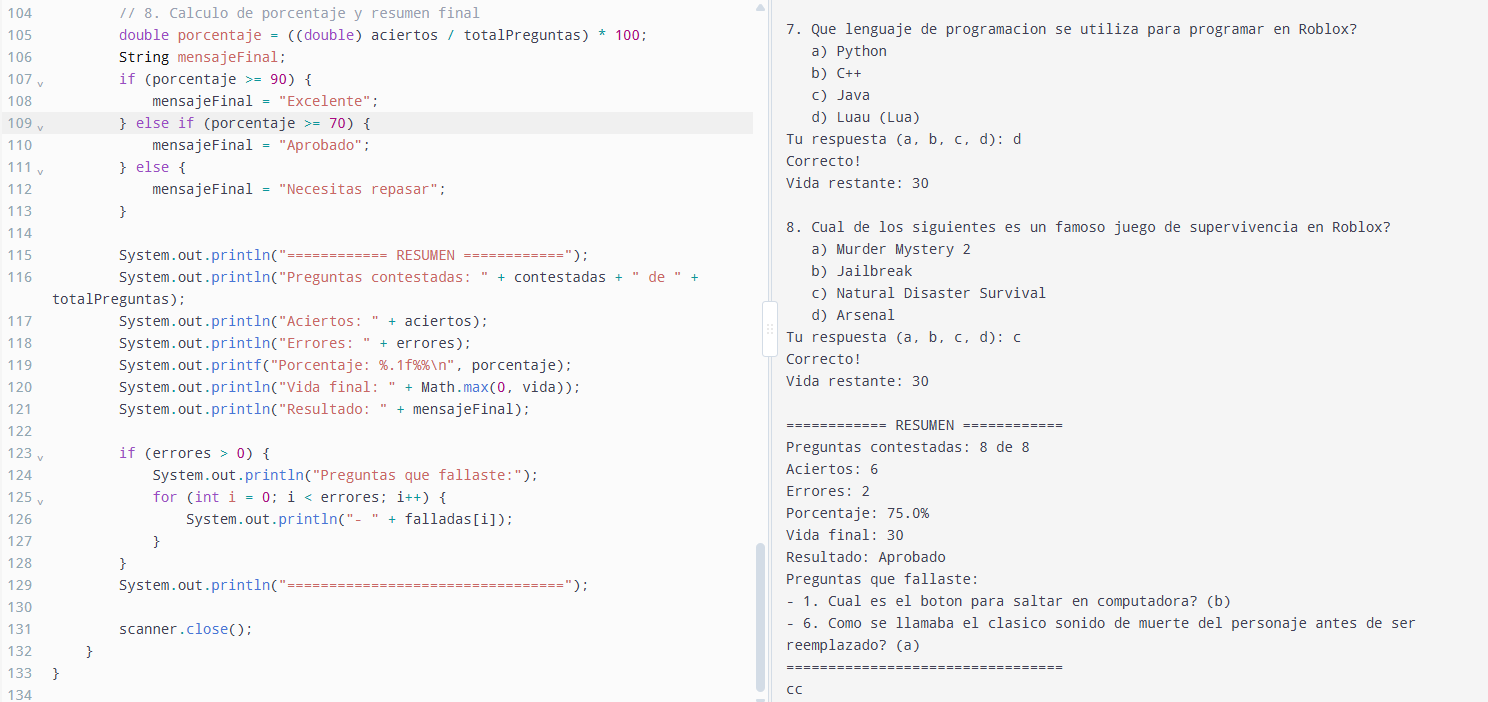 104 // 8. Calculo de porcentaje y resumen final
105 double porcentaje = ((double) aciertos / totalPreguntas) * 100;
106 String mensajeFinal;
107 if (porcentaje >= 90) {
108 mensajeFinal = "Excelente";
109 } else if (porcentaje >= 70) {
110 mensajeFinal = "Aprobado";
111 } else {
112 mensajeFinal = "Necesitas repasar";
113 }
114
115 System.out.println("============ RESUMEN ============");
116 System.out.println("Preguntas contestadas: " + contestadas + " de " +
totalPreguntas);
117 System.out.println("Aciertos: " + aciertos);
118 System.out.println("Errores: " + errores);
119 System.out.printf("Porcentaje: %.1f%%\n", porcentaje);
120 System.out.println("Vida final: " + Math.max(0, vida));
121 System.out.println("Resultado: " + mensajeFinal);
122
123 if (errores > 0) {
124 System.out.println("Preguntas que fallaste:");
125 for (int i = 0; i < errores; i++) {
126 System.out.println("- " + falladas[i]);
127 }
128 }
129 System.out.println("=================================");
130
131 scanner.close();
132 }
133 }
134
7. Que lenguaje de programacion se utiliza para programar en Roblox?
a) Python
b) C++
c) Java
d) Luau (Lua)
Tu respuesta (a, b, c, d): d
Correcto!
Vida restante: 30
8. Cual de los siguientes es un famoso juego de supervivencia en Roblox?
a) Murder Mystery 2
b) Jailbreak
c) Natural Disaster Survival
d) Arsenal
Tu respuesta (a, b, c, d): c
Correcto!
Vida restante: 30
============ RESUMEN ============
Preguntas contestadas: 8 de 8
Aciertos: 6
Errores: 2
Porcentaje: 75.0%
Vida final: 30
Resultado: Aprobado
Preguntas que fallaste:
- 1. Cual es el boton para saltar en computadora? (b)
- 6. Como se llamaba el clasico sonido de muerte del personaje antes de ser
reemplazado? (a)
=================================
cc